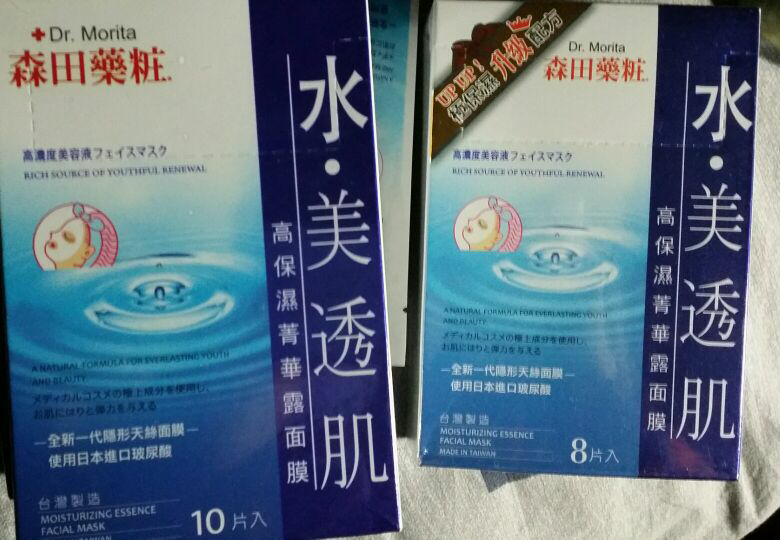 Dr. Morita
森田藥粧
高濃度美容液フェイスマスク
RICH SOURCE OF YOUTHFUL RENEWAL
水・美透肌
高保濕菁華露面膜
A NATURAL FORMULA FOR EVERLASTING YOUTH
AND BEAUTY
メディカルコスメの極上成分を使用し、
お肌にはりと弾力を与える
—全新一代隱形天絲面膜—
使用日本進口玻尿酸
台灣製造
MOISTURIZING ESSENCE
FACIAL MASK
10片入
UP UP!
極保濕
升級配方
Dr. Morita
森田藥粧
高濃度美容液フェイスマスク
RICH SOURCE OF YOUTHFUL RENEWAL
水・美透肌
高保濕菁華露面膜
A NATURAL FORMULA FOR EVERLASTING YOUTH
AND BEAUTY
メディカルコスメの極上成分を使用し、
お肌にはりと弾力を与える
—全新一代隱形天絲面膜—
使用日本進口玻尿酸
台灣製造
MOISTURIZING ESSENCE
FACIAL MASK
MADE IN TAIWAN
8片入